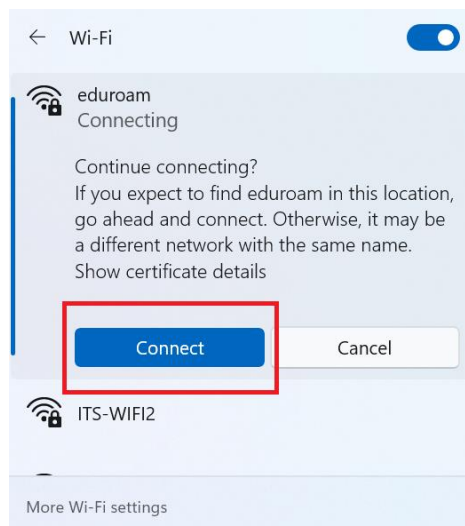 Wi-Fi
eduroam
Connecting
Continue connecting?
If you expect to find eduroam in this location,
go ahead and connect. Otherwise, it may be
a different network with the same name.
Show certificate details
Connect
Cancel
ITS-WIFI2
More Wi-Fi settings